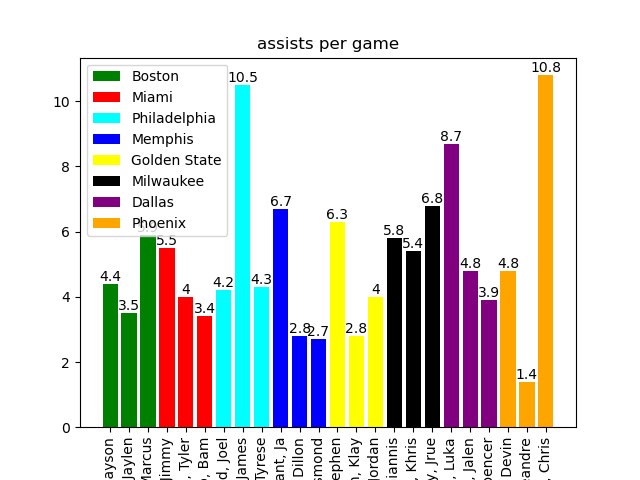 assists per game
Boston
Miami
Philadelphia
Memphis
Golden State
Milwaukee
Dallas
Phoenix
10
8
6
4
2
0
4.4
3.5
5.5
4
3.4
4.2
10.5
4.3
6.7
2.8
2.7
6.3
2.8
4
5.8
5.4
6.8
8.7
4.8
3.9
4.8
1.4
10.8
ayson
Jaylen
Marcus
Jimmy
, Tyler
, Bam
d, Joel
James
Tyrese
ant, Ja
Dillon
smond
ephen
, Klay
Jordan
iannis
, Khris
y, Jrue
, Luka
, Jalen
pencer
Devin
eandre
, Chris